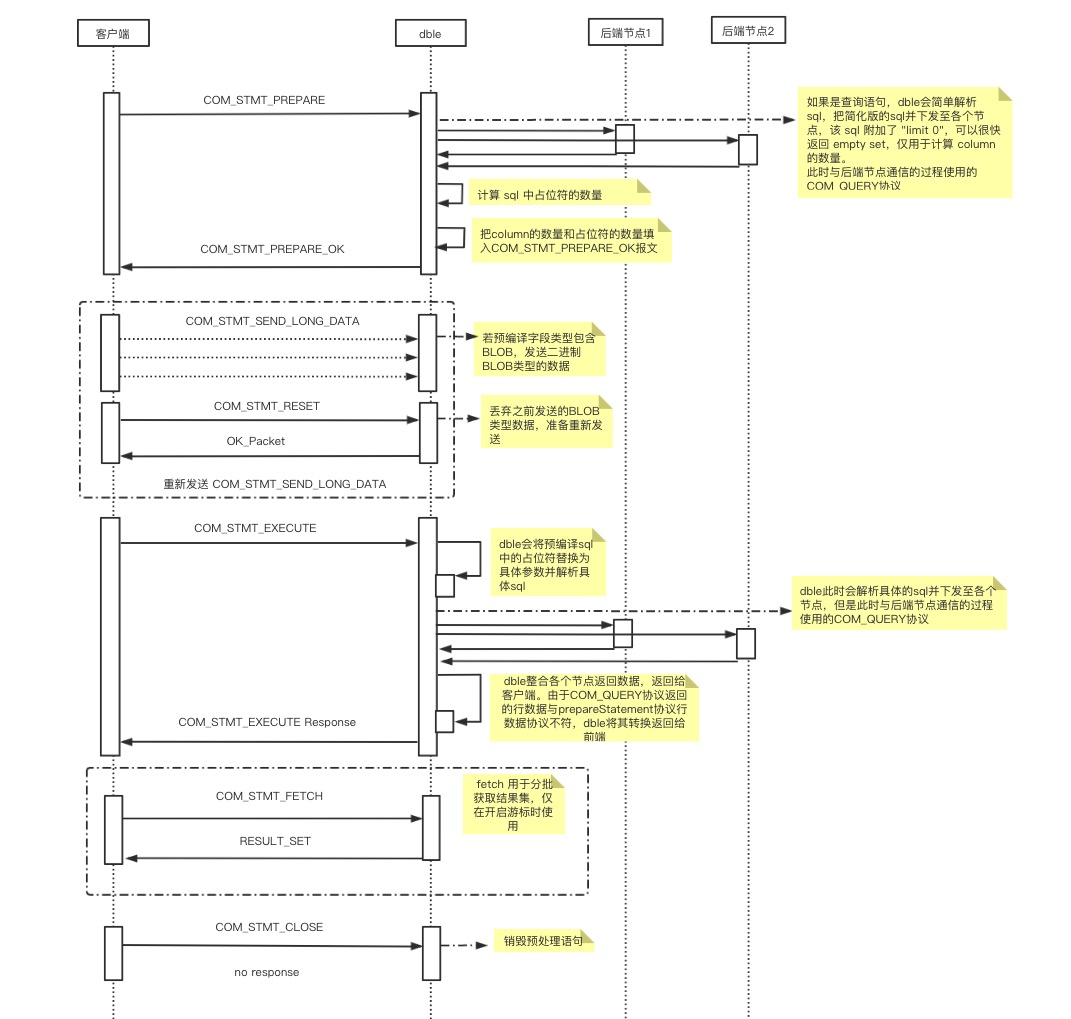 客户端
dble
后端节点1
后端节点2
COM_STMT_PREPARE
如果是查询语句，dble会简单解析
sql，把简化版的sql并下发至各个节
点，该 sql 附加了 "limit 0"，可以很快
返回 empty set，仅用于计算 column
的数量。
此时与后端节点通信的过程使用的
COM_QUERY协议
计算 sql 中占位符的数量
把column的数量和占位符的数量填
入COM_STMT_PREPARE_OK报文
COM_STMT_PREPARE_OK
COM_STMT_SEND_LONG_DATA
若预编译字段类型包含
BLOB，发送二进制
BLOB类型的数据
COM_STMT_RESET
丢弃之前发送的BLOB
类型数据，准备重新发
送
OK_Packet
重新发送 COM_STMT_SEND_LONG_DATA
COM_STMT_EXECUTE
dble会将预编译sql
中的占位符替换为
具体参数并解析具
体sql
dble此时会解析具体的sql并下发至各个
节点，但是此时与后端节点通信的过程
使用的COM_QUERY协议
dble整合各个节点返回数据，返回给
客户端。由于COM_QUERY协议返回
的行数据与prepareStatement协议行
数据协议不符，dble将其转换返回给
前端
COM_STMT_EXECUTE Response
fetch 用于分批
获取结果集，仅
在开启游标时使
用
COM_STMT_FETCH
RESULT_SET
COM_STMT_CLOSE
销毁预处理语句
no response